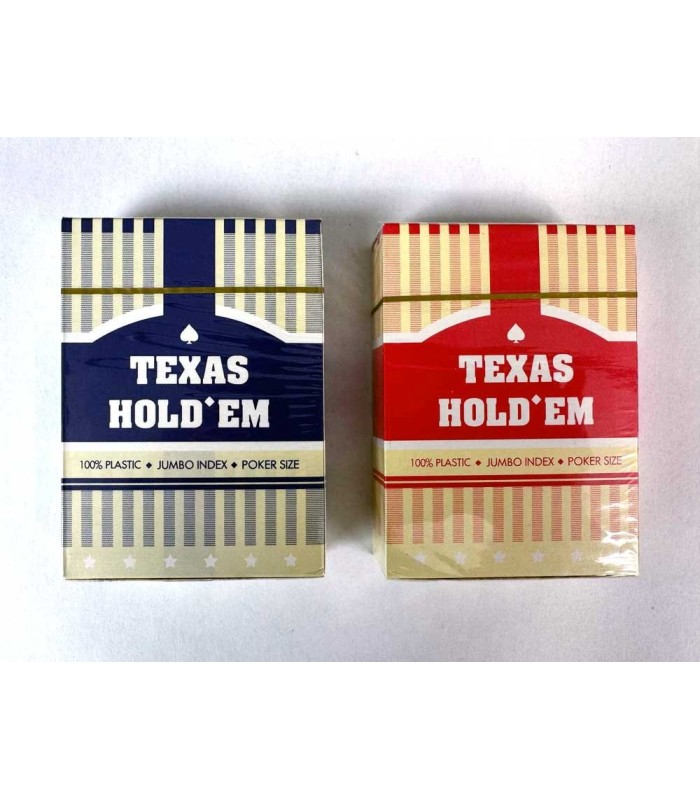 TEXAS
HOLD'EM
100% PLASTIC ◆ JUMBO INDEX ◆ POKER SIZE
TEXAS
HOLD'EM
100% PLASTIC ◆ JUMBO INDEX ◆ POKER SIZE